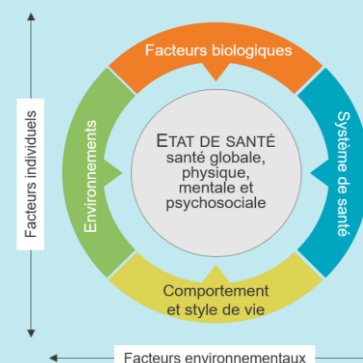 Facteurs biologiques
Facteurs individuels
Environnements
ETAT DE SANTÉ
santé globale,
physique,
mentale et
psychosociale
Système de santé
Comportement
et style de vie
Facteurs environnementaux